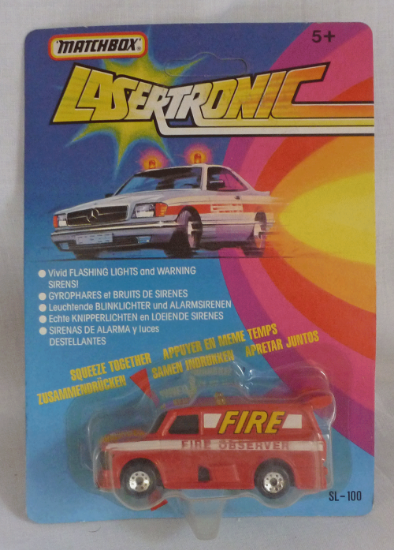 MATCHBOX
5+
LASERTRONIC
● Vivid FLASHING LIGHTS and WARNING
SIRENS!
● GYROPHARES et BRUITS DE SIRENES
● Leuchtende BLINKLICHTER und ALARMSIRENEN
● Echte KNIPPERLICHTEN en LOEIENDE SIRENES
● SIRENAS DE ALARMA y luces
DESTELLANTES
SQUEEZE TOGETHER APPUYER EN MEME TEMPS
ZUSAMMENDRÜCKEN SAMEN INDRUKKEN APRETAR JUNTOS
FIRE
FIRE OBSERVER
SL-100